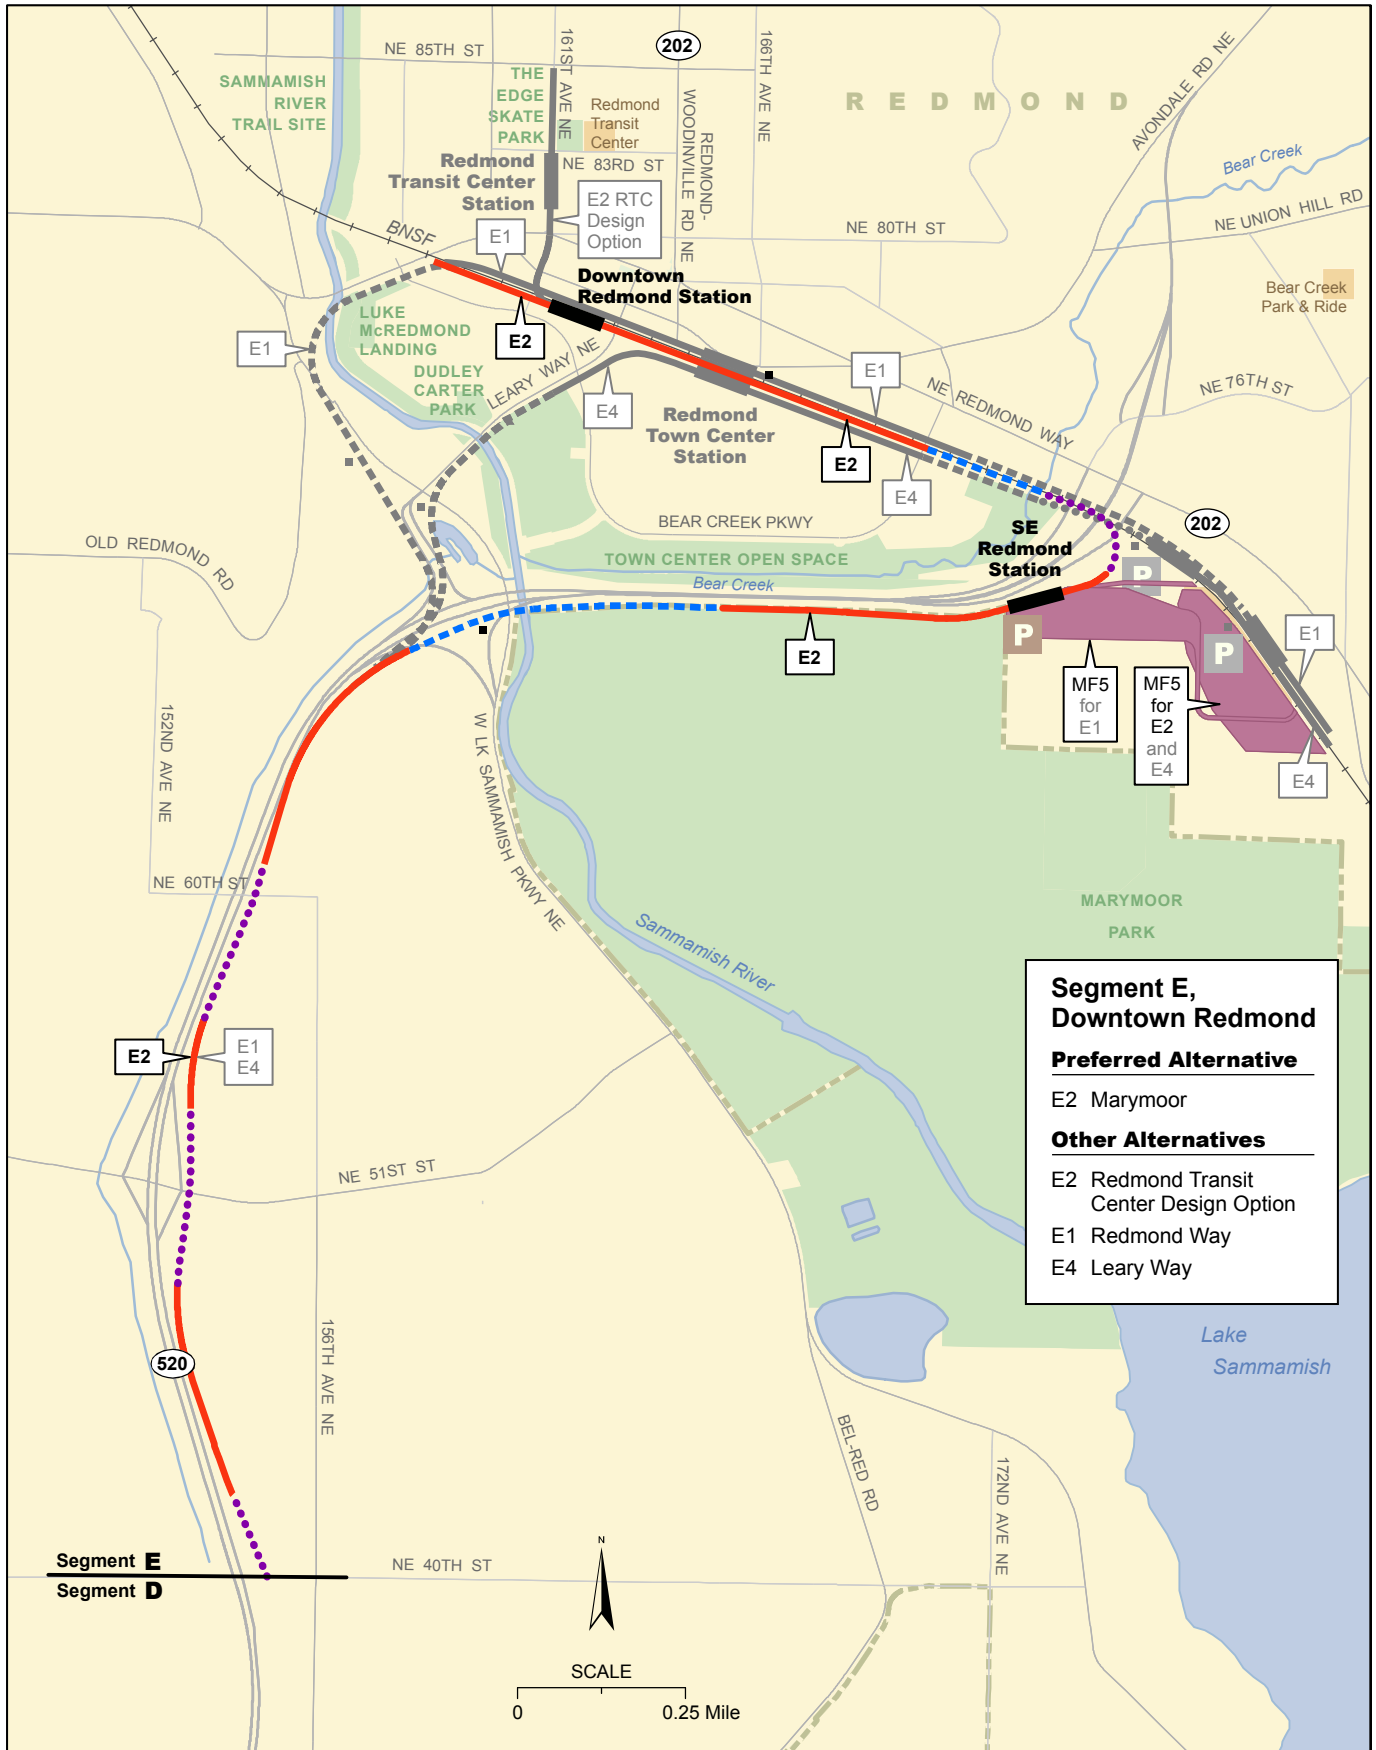 NE 85TH ST
161ST AVE NE
202
166TH AVE NE
REDMOND
AVONDALE RD NE
SAMMAMISH
RIVER
TRAIL SITE
THE
EDGE
SKATE
PARK
Redmond
Transit
Center
WOODINVILLE RD NE
REDMOND-
Bear Creek
Redmond
Transit Center
Station
NE 83RD ST
E2 RTC
Design
Option
NE UNION HILL RD
BNSF
E1
NE 80TH ST
Downtown
Redmond Station
Bear Creek
Park & Ride
LUKE
McREDMOND
LANDING
E1
E2
LEARY WAY NE
DUDLEY
CARTER
PARK
E1
NE REDMOND WAY
NE 76TH ST
E4
Redmond
Town Center
Station
E2
E4
BEAR CREEK PKWY
202
SE
Redmond
Station
OLD REDMOND RD
TOWN CENTER OPEN SPACE
Bear Creek
P
P
P
E1
E2
MF5
for
E1
MF5
for
E2
and
E4
E4
152ND AVE NE
W LK SAMMAMISH PKWY NE
NE 60TH ST
MARYMOOR
PARK
Sammamish River
Segment E,
Downtown Redmond
Preferred Alternative
E2 Marymoor
Other Alternatives
E2 Redmond Transit
Center Design Option
E1 Redmond Way
E4 Leary Way
E2
E1
E4
NE 51ST ST
520
156TH AVE NE
Lake
Sammamish
BEL-RED RD
172ND AVE NE
Segment E
Segment D
NE 40TH ST
N
SCALE
0
0.25 Mile